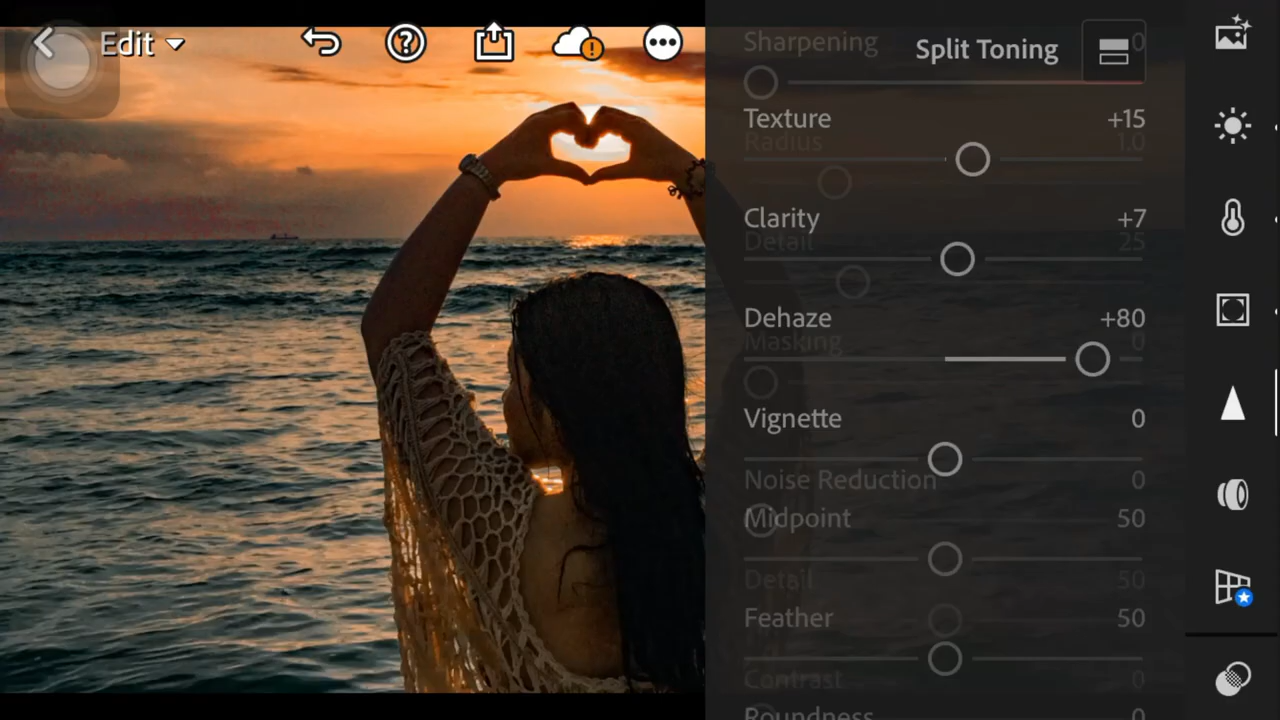 Edit
Split Toning
Sharpening 0
Texture +15
Radius 1.0
Clarity +7
Detail 25
Dehaze +80
Masking 0
Vignette 0
Noise Reduction 0
Midpoint 50
Detail 50
Feather 50
Contrast 0
Roundness 0